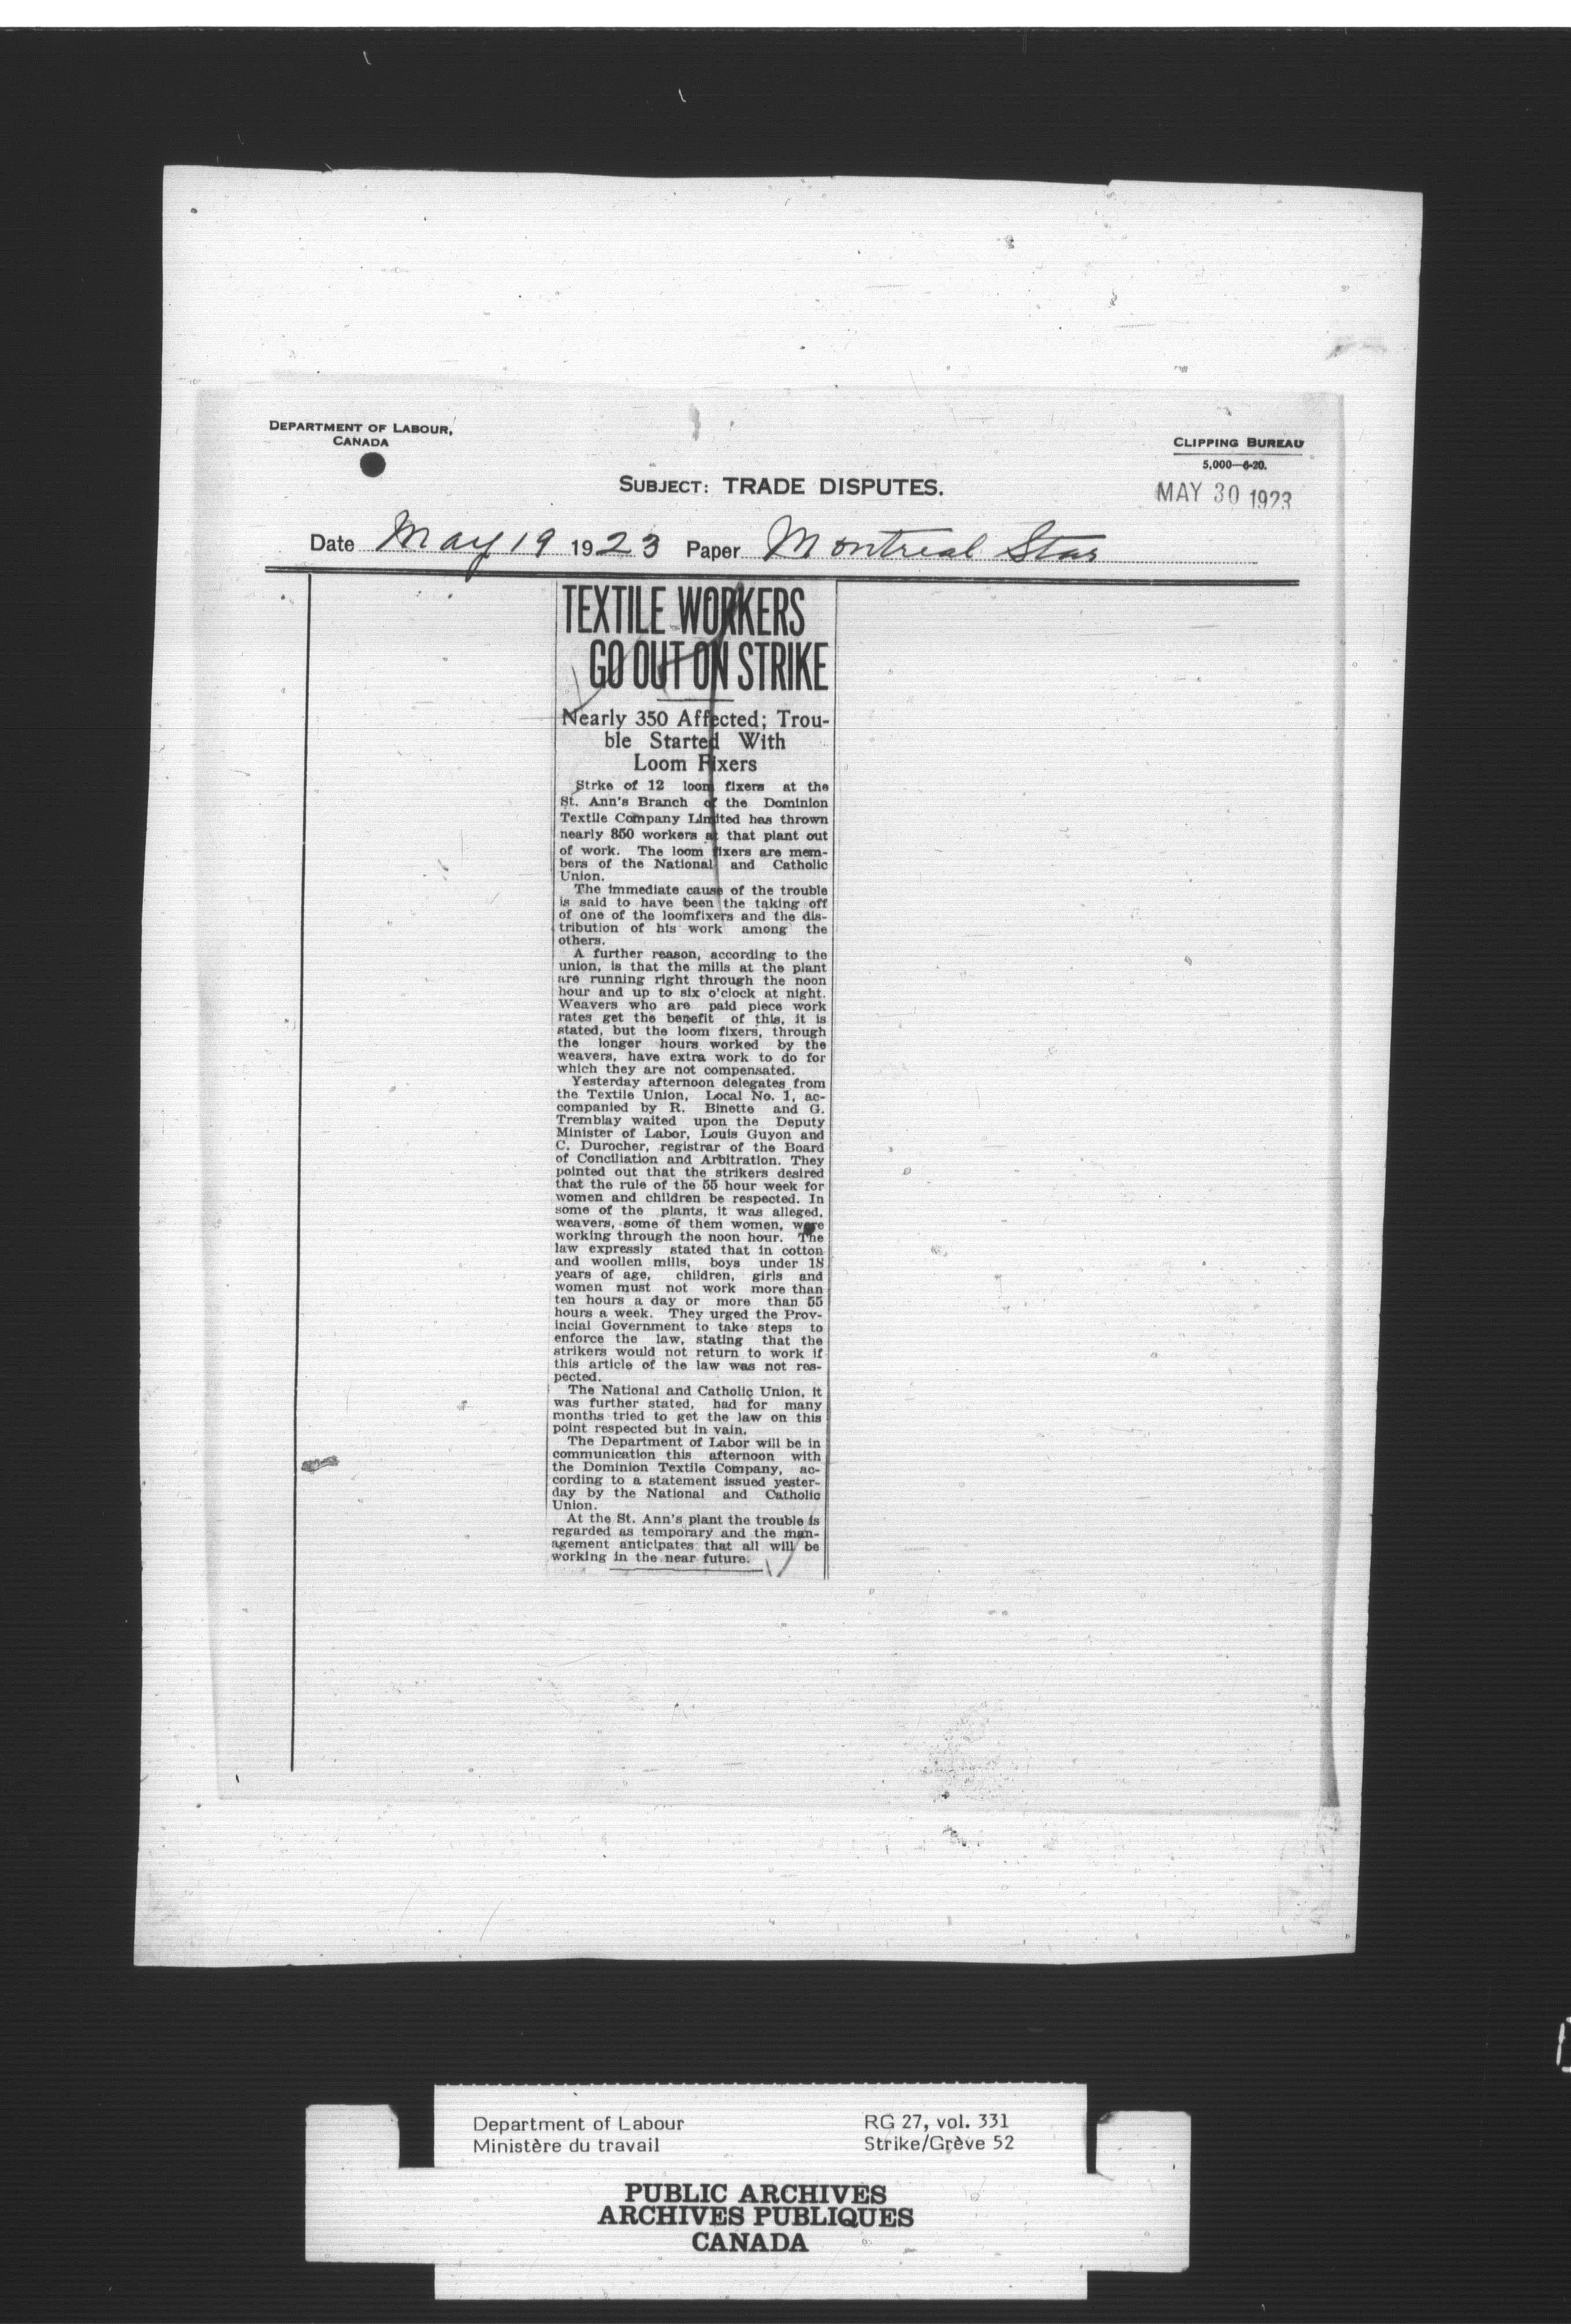 DEPARTMENT OF LABOUR,
CANADA
CLIPPING BUREAU
5,000—6-20.
SUBJECT: TRADE DISPUTES.
MAY 30 1923
Date May 19 1923 Paper Montreal Star
TEXTILE WORKERS
GO OUT ON STRIKE
Nearly 350 Affected; Trou-
ble Started With
Loom Fixers
Strke of 12 loom fixers at the
St. Ann's Branch of the Dominion
Textile Company Limited has thrown
nearly 350 workers at that plant out
of work. The loom fixers are mem-
bers of the National and Catholic
Union.
The immediate cause of the trouble
is said to have been the taking off
of one of the loomfixers and the dis-
tribution of his work among the
others.
A further reason, according to the
union, is that the mills at the plant
are running right through the noon
hour and up to six o'clock at night.
Weavers who are paid piece work
rates get the benefit of this, it is
stated, but the loom fixers, through
the longer hours worked by the
weavers, have extra work to do for
which they are not compensated.
Yesterday afternoon delegates from
the Textile Union, Local No. 1, ac-
companied by R. Binette and G.
Tremblay waited upon the Deputy
Minister of Labor, Louis Guyon and
C. Durocher, registrar of the Board
of Conciliation and Arbitration. They
pointed out that the strikers desired
that the rule of the 55 hour week for
women and children be respected. In
some of the plants, it was alleged,
weavers, some of them women, were
working through the noon hour. The
law expressly stated that in cotton
and woollen mills, boys under 18
years of age, children, girls and
women must not work more than
ten hours a day or more than 55
hours a week. They urged the Prov-
incial Government to take steps to
enforce the law, stating that the
strikers would not return to work if
this article of the law was not res-
pected.
The National and Catholic Union, it
was further stated, had for many
months tried to get the law on this
point respected but in vain.
The Department of Labor will be in
communication this afternoon with
the Dominion Textile Company, ac-
cording to a statement issued yester-
day by the National and Catholic
Union.
At the St. Ann's plant the trouble is
regarded as temporary and the man-
agement anticipates that all will be
working in the near future.
Department of Labour
Ministère du travail
RG 27, vol. 331
Strike/Grève 52
PUBLIC ARCHIVES
ARCHIVES PUBLIQUES
CANADA